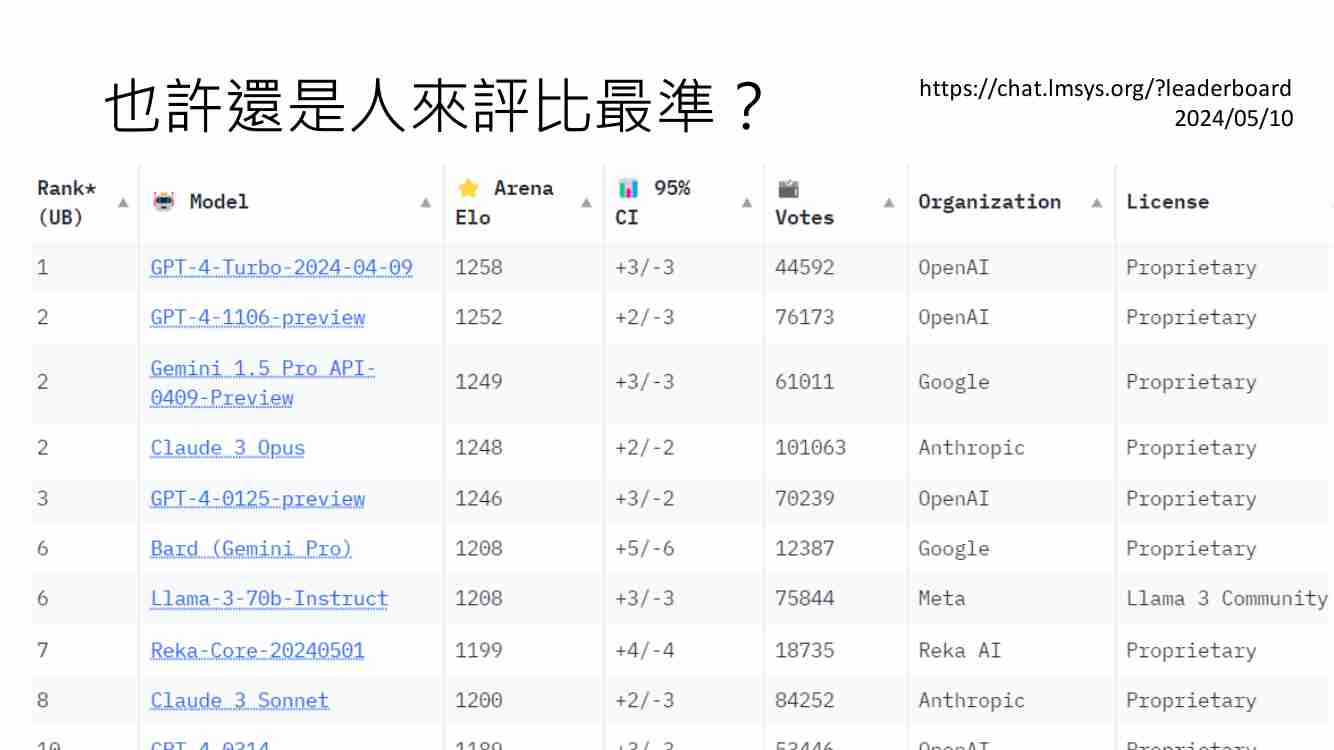 也許還是人來評比最準？
https://chat.lmsys.org/?leaderboard
2024/05/10
Rank* (UB) ▲ 🤖 Model ▲ ⭐ Arena Elo ▲ 📊 95% CI ▲ 🗳️ Votes ▲ Organization ▲ License
1 GPT-4-Turbo-2024-04-09 1258 +3/-3 44592 OpenAI Proprietary
2 GPT-4-1106-preview 1252 +2/-3 76173 OpenAI Proprietary
2 Gemini 1.5 Pro API-0409-Preview 1249 +3/-3 61011 Google Proprietary
2 Claude 3 Opus 1248 +2/-2 101063 Anthropic Proprietary
3 GPT-4-0125-preview 1246 +3/-2 70239 OpenAI Proprietary
6 Bard (Gemini Pro) 1208 +5/-6 12387 Google Proprietary
6 Llama-3-70b-Instruct 1208 +3/-3 75844 Meta Llama 3 Community
7 Reka-Core-20240501 1199 +4/-4 18735 Reka AI Proprietary
8 Claude 3 Sonnet 1200 +2/-3 84252 Anthropic Proprietary
10 GPT-4-0314 1189 +3/-3 53446 OpenAI Proprietary